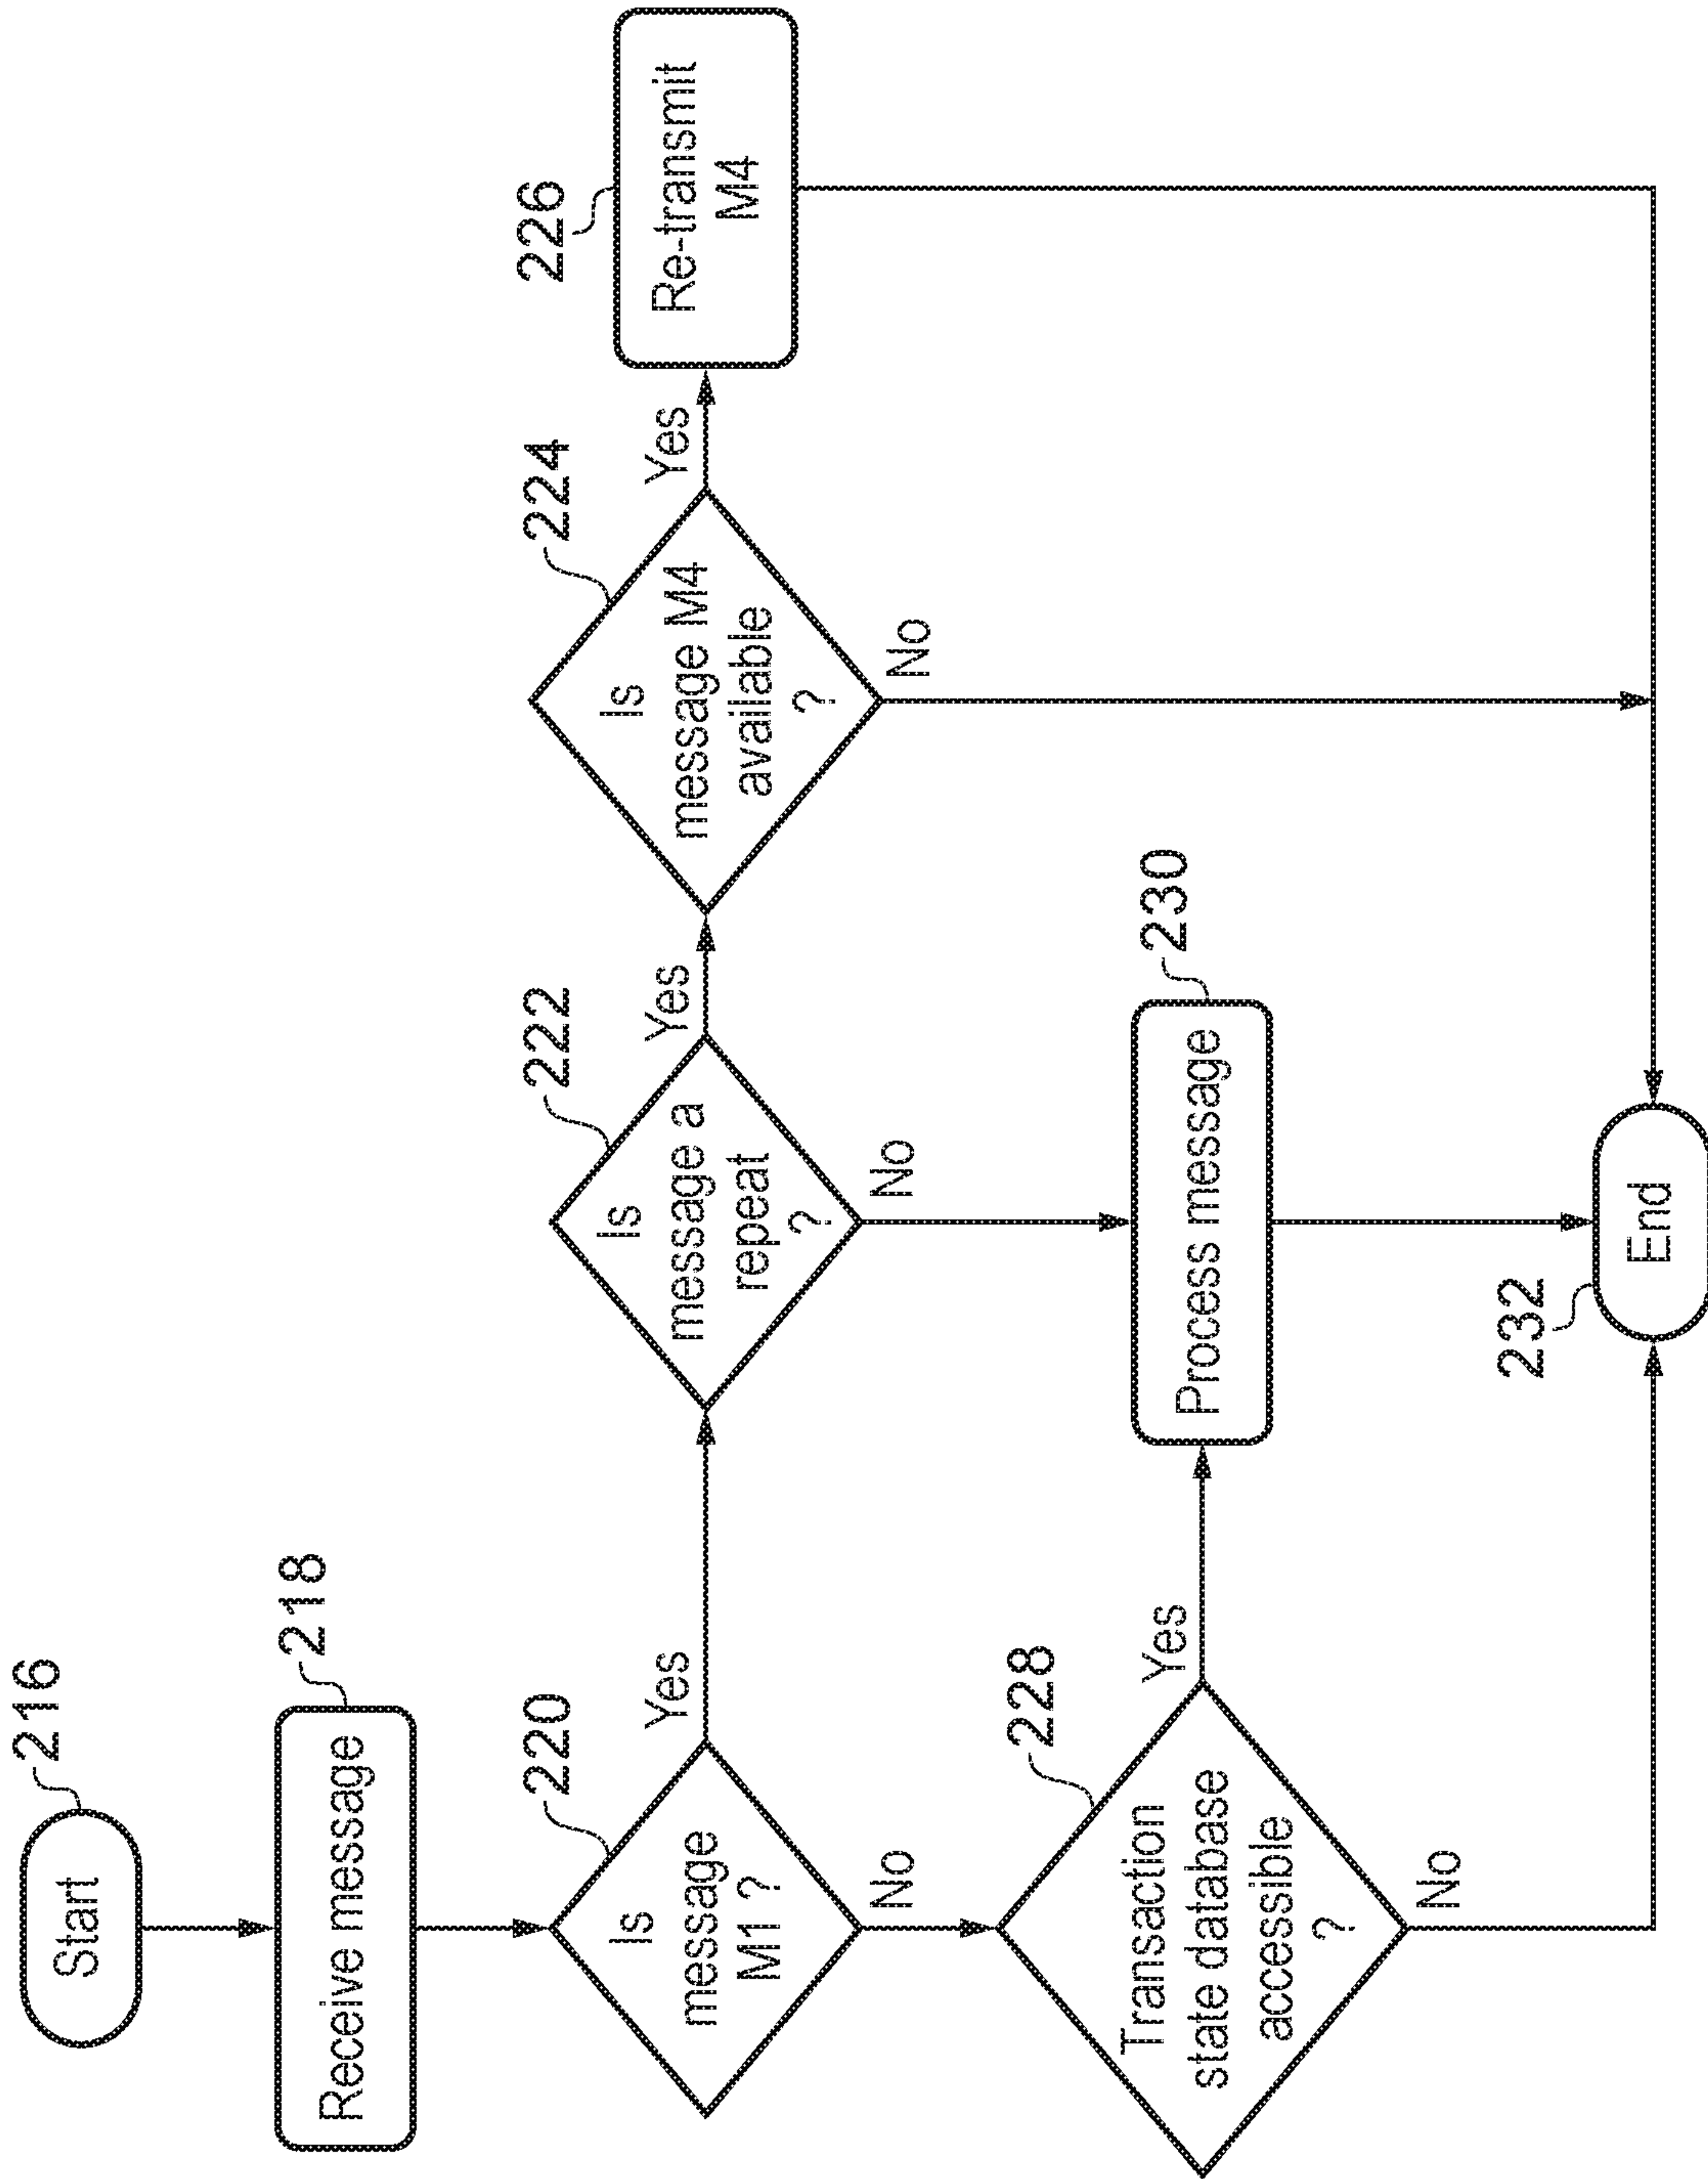 Start
216
Receive message
218
Is
message
M1 ?
220
Yes
No
Is
message a
repeat
?
222
Yes
No
Is
message M4
available
?
224
Yes
No
Re-transmit
M4
226
Transaction
state database
accessible
?
228
Yes
No
Process message
230
End
232